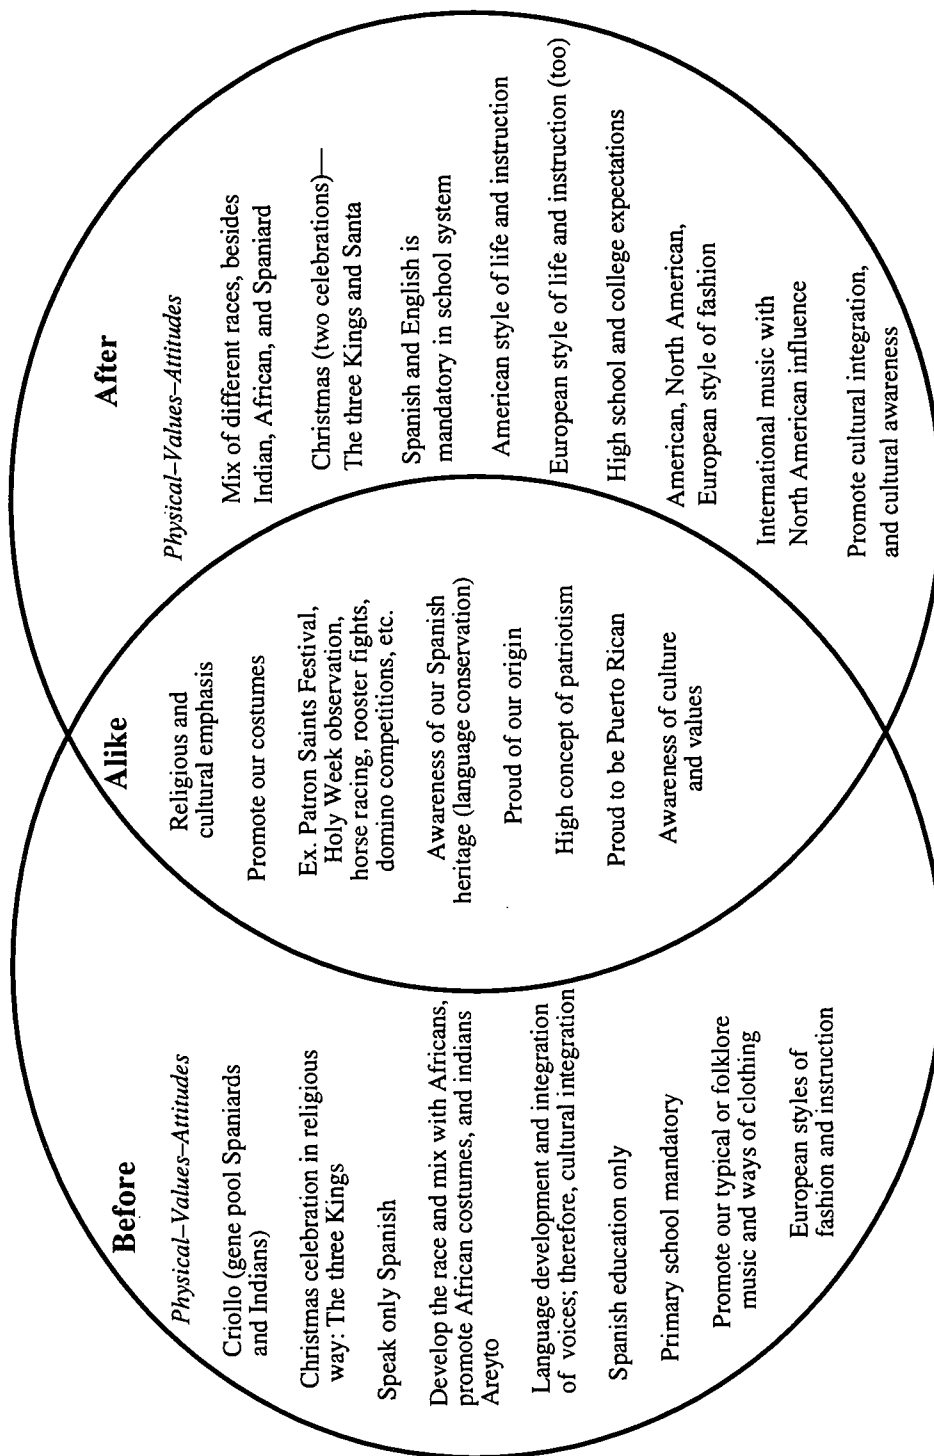 Before
Physical–Values–Attitudes
Criollo (gene pool Spaniards
and Indians)
Christmas celebration in religious
way: The three Kings
Speak only Spanish
Develop the race and mix with Africans,
promote African costumes, and indians
Areyto
Language development and integration
of voices; therefore, cultural integration
Spanish education only
Primary school mandatory
Promote our typical or folklore
music and ways of clothing
European styles of
fashion and instruction
Alike
Religious and
cultural emphasis
Promote our costumes
Ex. Patron Saints Festival,
Holy Week observation,
horse racing, rooster fights,
domino competitions, etc.
Awareness of our Spanish
heritage (language conservation)
Proud of our origin
High concept of patriotism
Proud to be Puerto Rican
Awareness of culture
and values
After
Physical–Values–Attitudes
Mix of different races, besides
Indian, African, and Spaniard
Christmas (two celebrations)—
The three Kings and Santa
Spanish and English is
mandatory in school system
American style of life and instruction
European style of life and instruction (too)
High school and college expectations
American, North American,
European style of fashion
International music with
North American influence
Promote cultural integration,
and cultural awareness